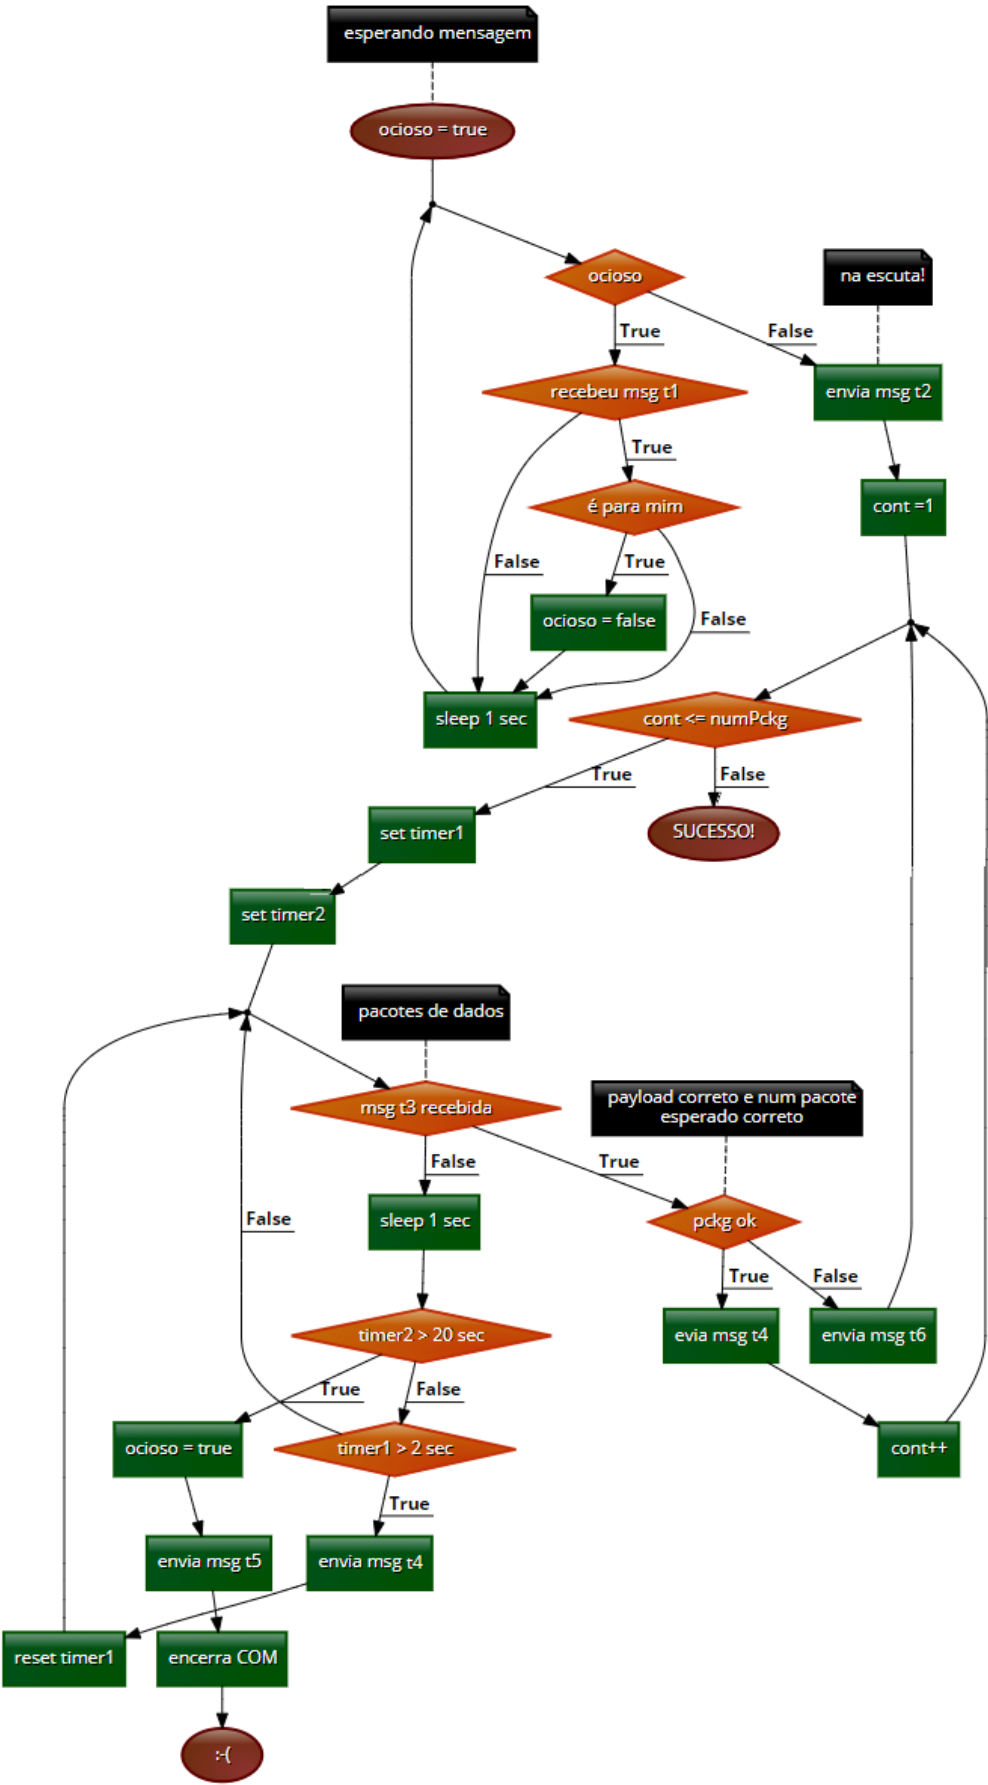 esperando mensagem
ocioso = true
ocioso
na escuta!
True
False
recebeu msg t1
envia msg t2
True
cont =1
é para mim
False
True
ocioso = false
False
sleep 1 sec
cont <= numPckg
True
False
set timer1
SUCESSO!
set timer2
pacotes de dados
msg t3 recebida
payload correto e num pacote
esperado correto
False
True
sleep 1 sec
pckg ok
False
True
False
timer2 > 20 sec
evia msg t4
envia msg t6
True
False
ocioso = true
timer1 > 2 sec
cont++
True
envia msg t5
envia msg t4
reset timer1
encerra COM
:-(